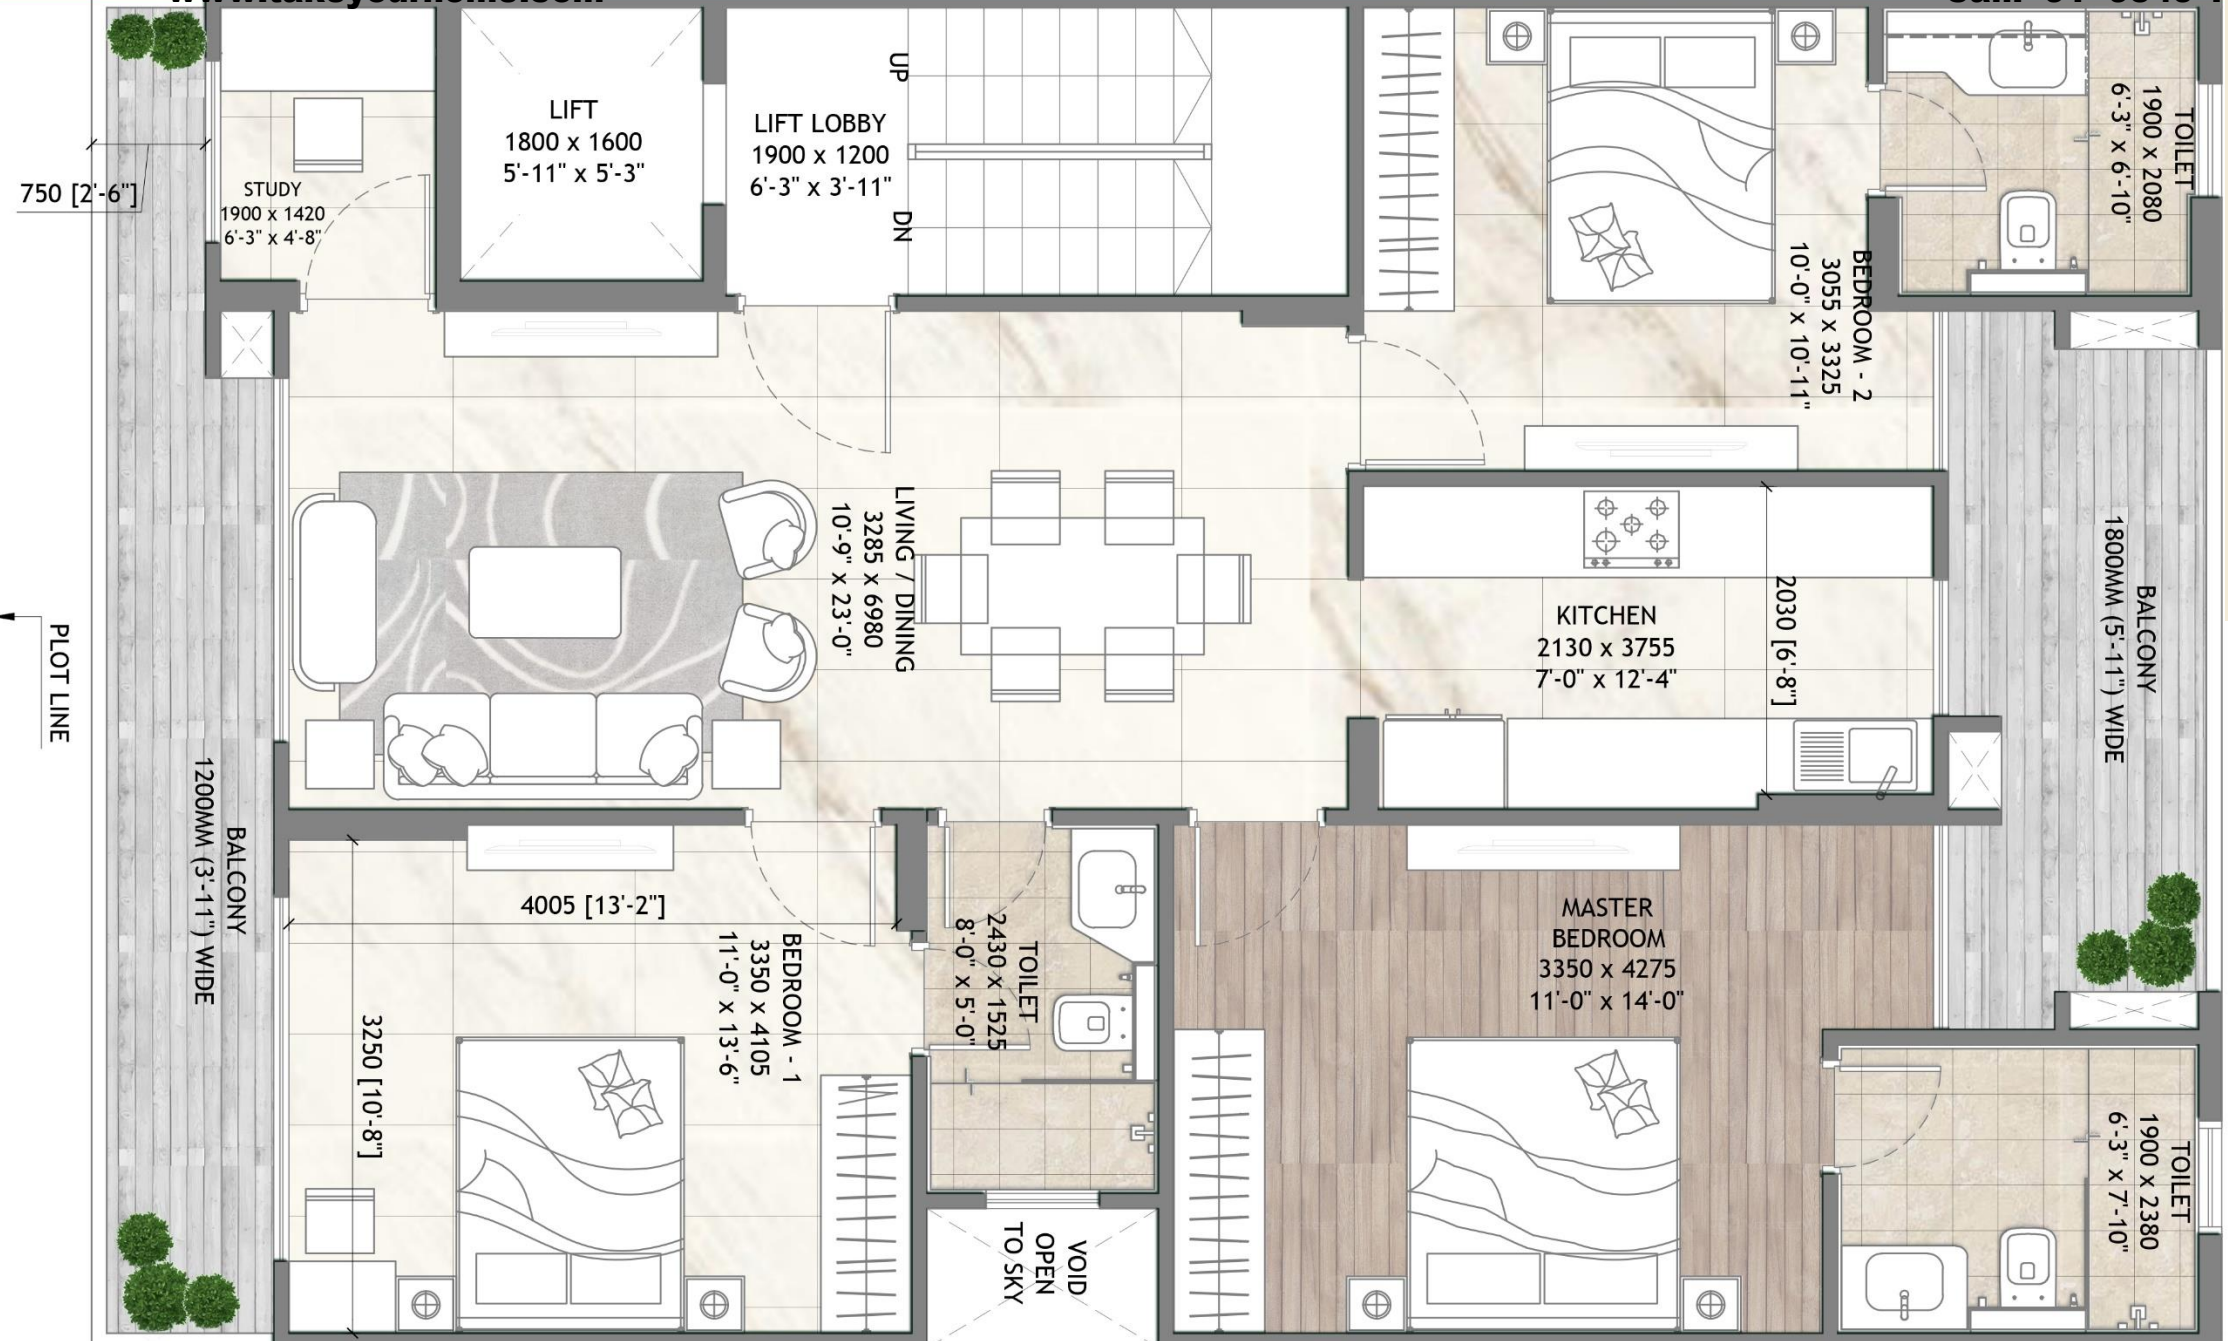 LIFT
1800 x 1600
5'-11" x 5'-3"
LIFT LOBBY
1900 x 1200
6'-3" x 3'-11"
UP
DN
STUDY
1900 x 1420
6'-3" x 4'-8"
750 [2'-6"]
TOILET
1900 x 2080
6'-3" x 6'-10"
BEDROOM - 2
3055 x 3325
10'-0" x 10'-11"
LIVING / DINING
3285 x 6980
10'-9" x 23'-0"
KITCHEN
2130 x 3755
7'-0" x 12'-4"
2030 [6'-8"]
BALCONY
1800MM (5'-11") WIDE
PLOT LINE
BALCONY
1200MM (3'-11") WIDE
4005 [13'-2"]
BEDROOM - 1
3350 x 4105
11'-0" x 13'-6"
3250 [10'-8"]
TOILET
2430 x 1525
8'-0" x 5'-0"
MASTER
BEDROOM
3350 x 4275
11'-0" x 14'-0"
TOILET
1900 x 2380
6'-3" x 7'-10"
VOID
OPEN
TO SKY